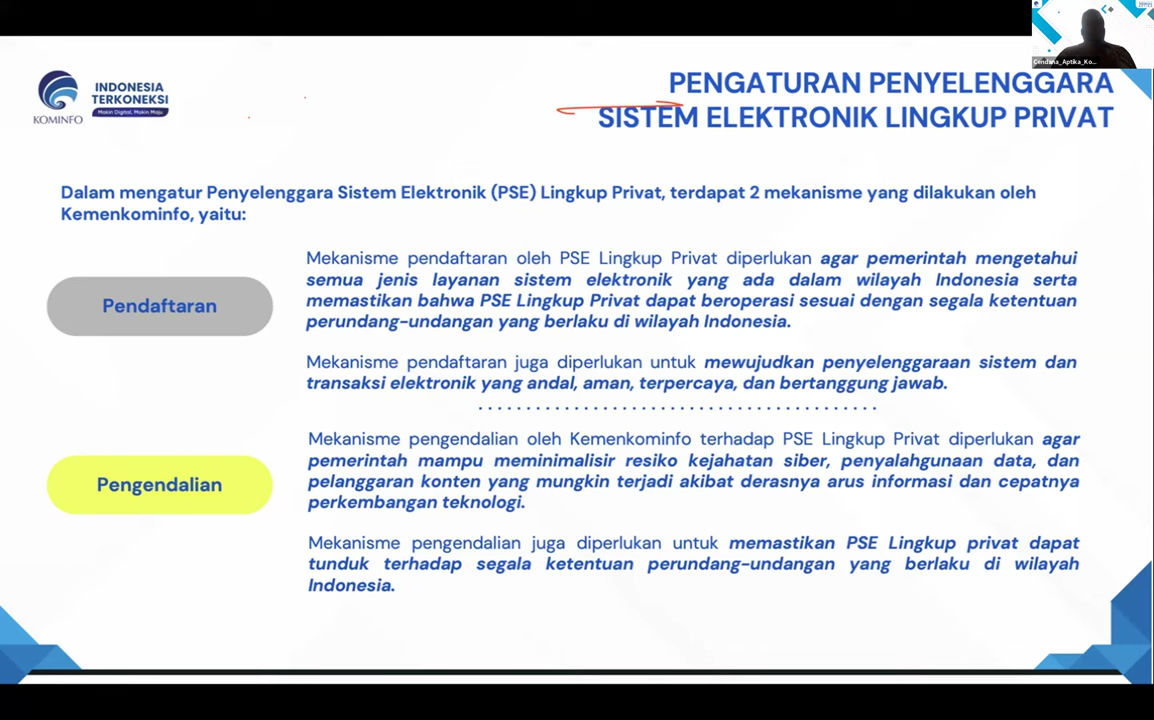 Cendana_Aptika_Ko...
KOMINFO
INDONESIA
TERKONEKSI
Makin Digital, Makin Maju
PENGATURAN PENYELENGGARA
SISTEM ELEKTRONIK LINGKUP PRIVAT
Dalam mengatur Penyelenggara Sistem Elektronik (PSE) Lingkup Privat, terdapat 2 mekanisme yang dilakukan oleh
Kemenkominfo, yaitu:
Pendaftaran
Mekanisme pendaftaran oleh PSE Lingkup Privat diperlukan agar pemerintah mengetahui
semua jenis layanan sistem elektronik yang ada dalam wilayah Indonesia serta
memastikan bahwa PSE Lingkup Privat dapat beroperasi sesuai dengan segala ketentuan
perundang-undangan yang berlaku di wilayah Indonesia.
Mekanisme pendaftaran juga diperlukan untuk mewujudkan penyelenggaraan sistem dan
transaksi elektronik yang andal, aman, terpercaya, dan bertanggung jawab.
Pengendalian
Mekanisme pengendalian oleh Kemenkominfo terhadap PSE Lingkup Privat diperlukan agar
pemerintah mampu meminimalisir resiko kejahatan siber, penyalahgunaan data, dan
pelanggaran konten yang mungkin terjadi akibat derasnya arus informasi dan cepatnya
perkembangan teknologi.
Mekanisme pengendalian juga diperlukan untuk memastikan PSE Lingkup privat dapat
tunduk terhadap segala ketentuan perundang-undangan yang berlaku di wilayah
Indonesia.